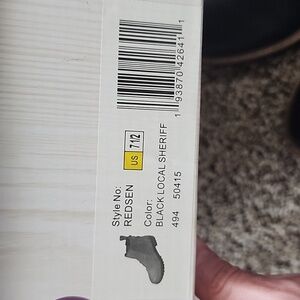 Style No:
REDSEN
US 7 1/2
Color:
BLACK LOCAL SHERIFF
494 50415
1 93870 42641 1